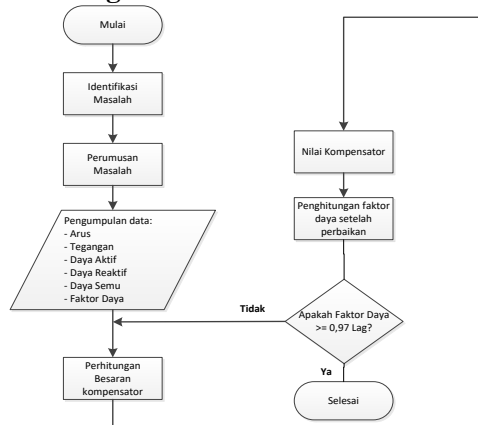 Mulai
Identifikasi
Masalah
Perumusan
Masalah
Pengumpulan data:
- Arus
- Tegangan
- Daya Aktif
- Daya Reaktif
- Daya Semu
- Faktor Daya
Perhitungan
Besaran
kompensator
Nilai Kompensator
Penghitungan faktor
daya setelah
perbaikan
Apakah Faktor Daya
>= 0,97 Lag?
Tidak
Ya
Selesai